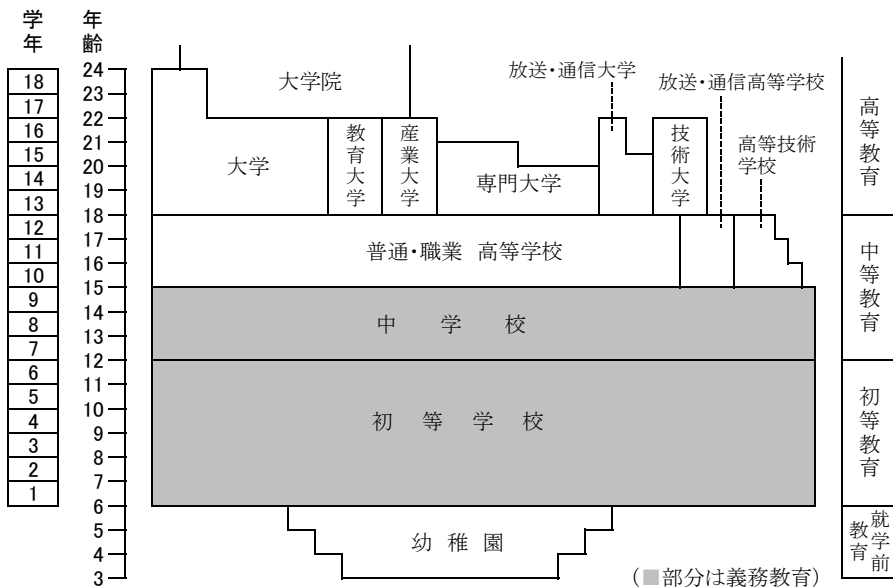 学年
年齢
18
17
16
15
14
13
12
11
10
9
8
7
6
5
4
3
2
1
24
23
22
21
20
19
18
17
16
15
14
13
12
11
10
9
8
7
6
5
4
3
大学院
放送・通信大学
放送・通信高等学校
大学
教育大学
産業大学
専門大学
技術大学
高等技術
学校
普通・職業 高等学校
中学校
初等学校
幼稚園
(■部分は義務教育)
高等教育
中等教育
初等教育
就学前
教育